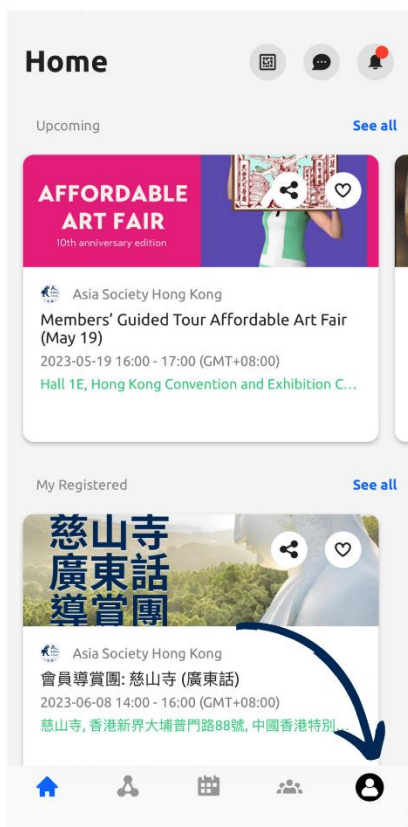 Home
Upcoming
See all
AFFORDABLE
ART FAIR
10th anniversary edition
Asia Society Hong Kong
Members' Guided Tour Affordable Art Fair
(May 19)
2023-05-19 16:00 - 17:00 (GMT+08:00)
Hall 1E, Hong Kong Convention and Exhibition C...
My Registered
See all
慈山寺
廣東話
導賞團
Asia Society Hong Kong
會員導賞團: 慈山寺 (廣東話)
2023-06-08 14:00 - 16:00 (GMT+08:00)
慈山寺, 香港新界大埔普門路88號, 中國香港特別...